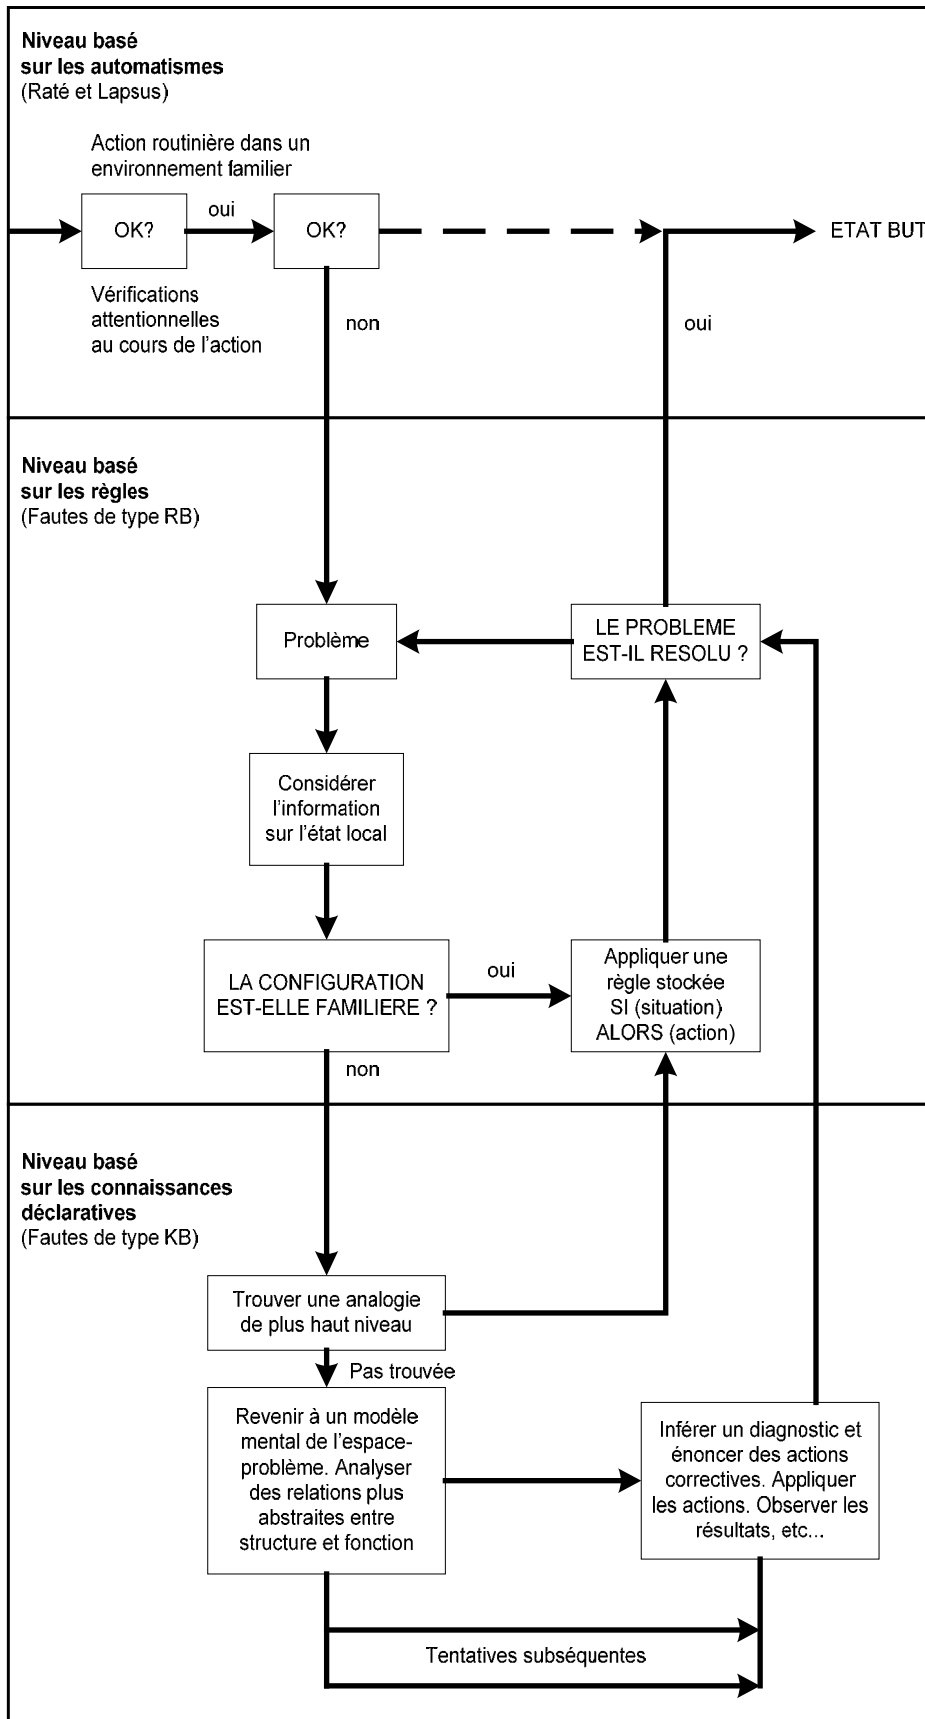 Niveau basé
sur les automatismes
(Raté et Lapsus)
Action routinière dans un
environnement familier
OK?
oui
OK?
ETAT BUT
Vérifications
attentionnelles
au cours de l'action
non
oui
Niveau basé
sur les règles
(Fautes de type RB)
Problème
LE PROBLEME
EST-IL RESOLU ?
Considérer
l'information
sur l'état local
LA CONFIGURATION
EST-ELLE FAMILIERE ?
oui
Appliquer une
règle stockée
SI (situation)
ALORS (action)
non
Niveau basé
sur les connaissances
déclaratives
(Fautes de type KB)
Trouver une analogie
de plus haut niveau
Pas trouvée
Revenir à un modèle
mental de l'espace-
problème. Analyser
des relations plus
abstraites entre
structure et fonction
Inférer un diagnostic et
énoncer des actions
correctives. Appliquer
les actions. Observer les
résultats, etc...
Tentatives subséquentes